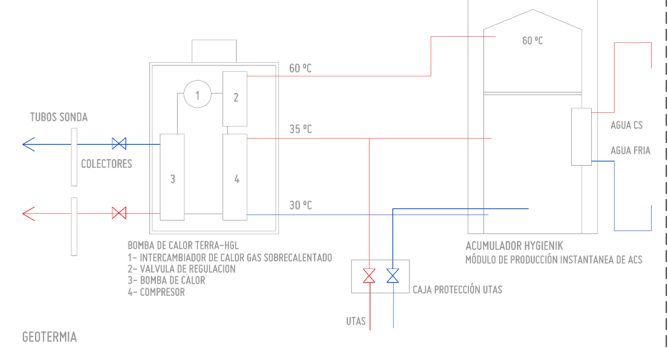 60 ºC
60 ºC
1
2
TUBOS SONDA
35 ºC
AGUA CS
COLECTORES
AGUA FRIA
3
4
30 ºC
BOMBA DE CALOR TERRA-HGL
1- INTERCAMBIADOR DE CALOR GAS SOBRECALENTADO
2- VALVULA DE REGULACION
3- BOMBA DE CALOR
4- COMPRESOR
ACUMULADOR HYGIENIK
MÓDULO DE PRODUCCIÓN INSTANTANEA DE ACS
CAJA PROTECCIÓN UTAS
UTAS
GEOTERMIA